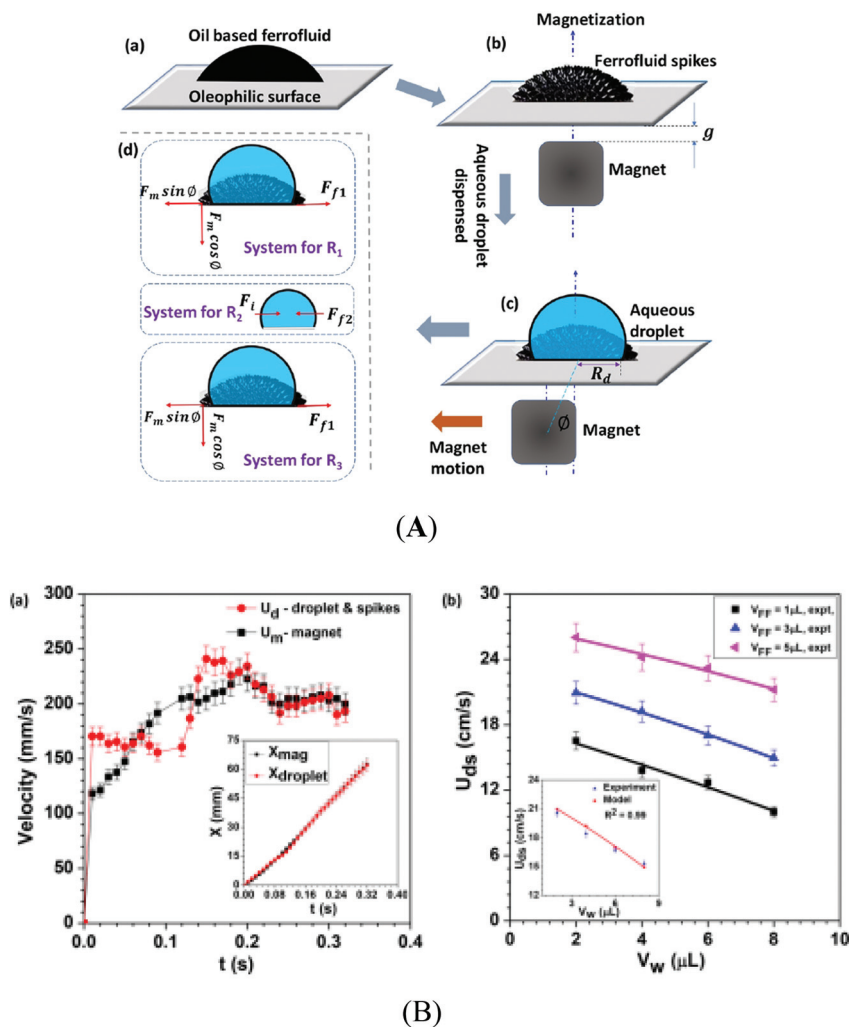 (a)
Oil based ferrofluid
Oleophilic surface
Magnetization
(b)
Ferrofluid spikes
g
Magnet
Aqueous droplet
dispensed
(d)
F_m sin ∅
F_f1
F_m cos ∅
System for R_1
System for R_2
F_i
F_f2
F_m sin ∅
F_f1
F_m cos ∅
System for R_3
(c)
Aqueous
droplet
R_d
∅
Magnet
Magnet
motion
(A)
(a)
300
250
200
150
100
50
0
Velocity (mm/s)
U_d - droplet & spikes
U_m- magnet
75
60
45
30
15
0
X (mm)
X_mag
X_droplet
0.00 0.08 0.16 0.24 0.32 0.40
t (s)
0.0 0.1 0.2 0.3 0.4
t (s)
(b)
30
24
18
12
6
0
U_ds (cm/s)
V_FF = 1µL, expt,
V_FF = 3µL, expt
V_FF = 5µL, expt
24
21
18
15
12
U_ds (cm/s)
Experiment
Model
R² = 0.99
3 6 9
V_W (µL)
0 2 4 6 8 10
V_W (µL)
(B)